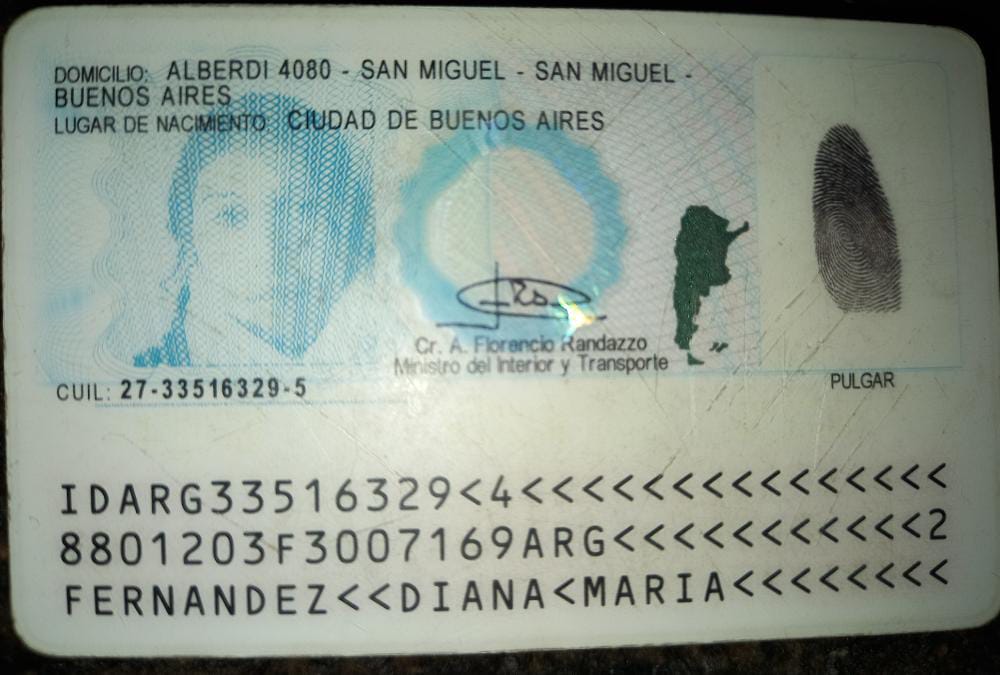 DOMICILIO: ALBERDI 4080 - SAN MIGUEL - SAN MIGUEL -
BUENOS AIRES
LUGAR DE NACIMIENTO: CIUDAD DE BUENOS AIRES
Cr. A. Florencio Randazzo
Ministro del Interior y Transporte
PULGAR
CUIL: 27-33516329-5
IDARG33516329<4<<<<<<<<<<<<<<<
8801203F3007169ARG<<<<<<<<<<<2
FERNANDEZ<<DIANA<MARIA<<<<<<<<